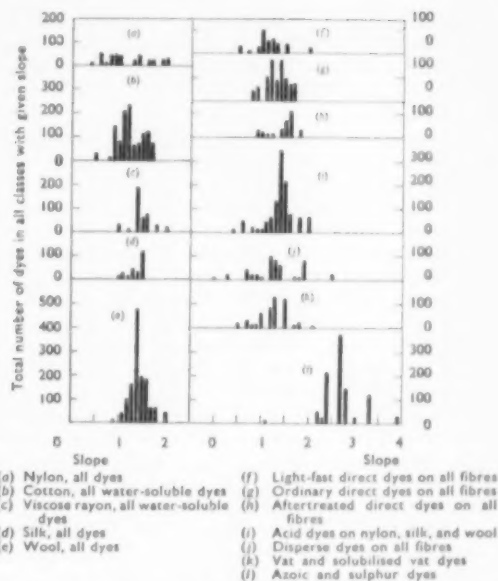 Total number of dyes in all classes with given slope
200
100
0
(a)
(b)
200
100
0
(c)
100
0
(d)
100
0
(e)
400
300
200
100
0
0 1 2
Slope
(f)
100
0
(g)
100
0
(h)
100
0
(i)
300
200
100
0
(j)
100
0
(k)
100
0
(l)
300
200
100
0
0 1 2 3 4
Slope
(a) Nylon, all dyes
(b) Cotton, all water-soluble dyes
(c) Viscose rayon, all water-soluble
dyes
(d) Silk, all dyes
(e) Wool, all dyes
(f) Light-fast direct dyes on all fibres
(g) Ordinary direct dyes on all fibres
(h) Aftertreated direct dyes on all
fibres
(i) Acid dyes on nylon, silk, and wool
(j) Disperse dyes on all fibres
(k) Vat and solubilised vat dyes
(l) Azoic and sulphur dyes